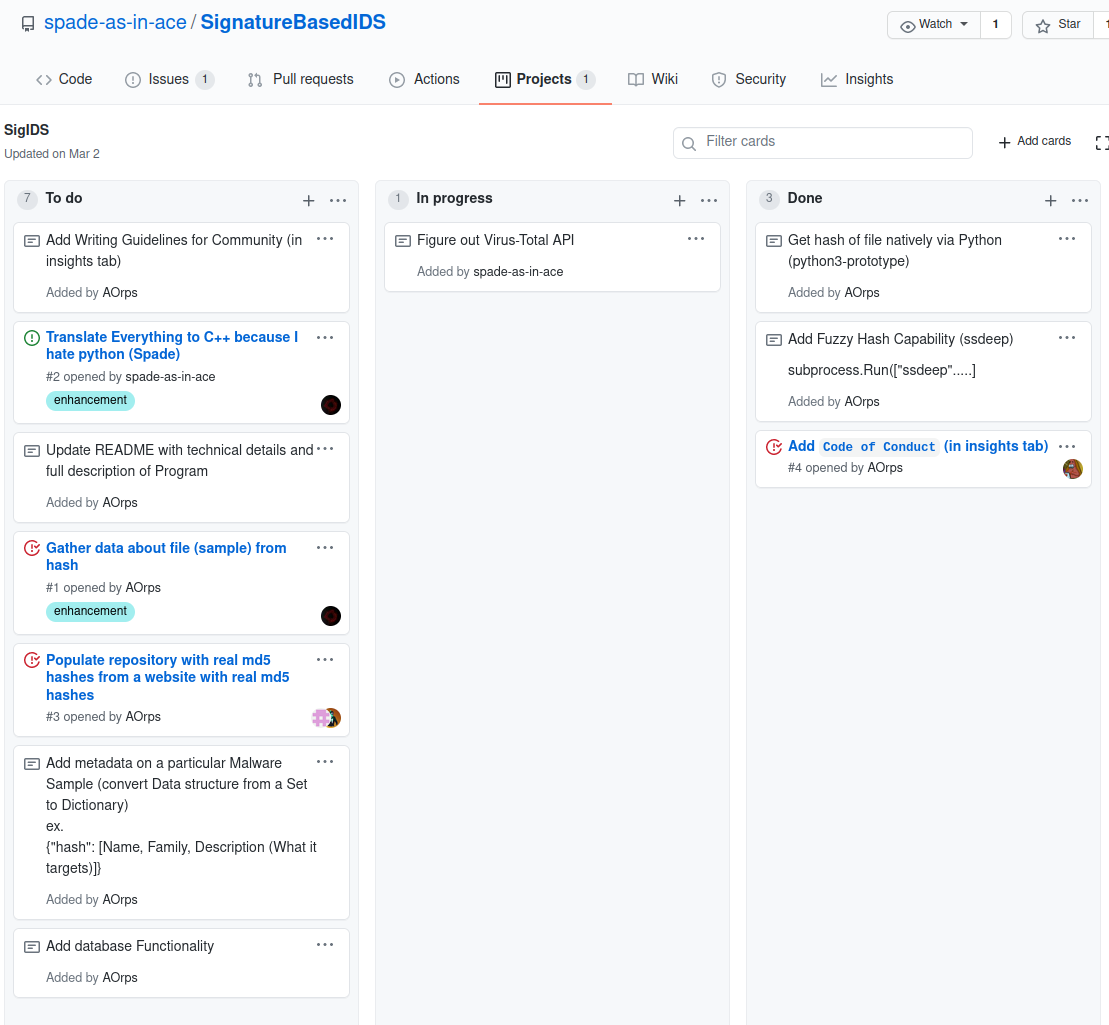 spade-as-in-ace / SignatureBasedIDS
Watch 1 Star 1
Code Issues 1 Pull requests Actions Projects 1 Wiki Security Insights
SigIDS
Updated on Mar 2
Filter cards
Add cards
7 To do
Add Writing Guidelines for Community (in
insights tab)
Added by AOrps
Translate Everything to C++ because I
hate python (Spade)
#2 opened by spade-as-in-ace
enhancement
Update README with technical details and
full description of Program
Added by AOrps
Gather data about file (sample) from
hash
#1 opened by AOrps
enhancement
Populate repository with real md5
hashes from a website with real md5
hashes
#3 opened by AOrps
Add metadata on a particular Malware
Sample (convert Data structure from a Set
to Dictionary)
ex.
{"hash": [Name, Family, Description (What it
targets)]}
Added by AOrps
Add database Functionality
Added by AOrps
1 In progress
Figure out Virus-Total API
Added by spade-as-in-ace
3 Done
Get hash of file natively via Python
(python3-prototype)
Added by AOrps
Add Fuzzy Hash Capability (ssdeep)
subprocess.Run(["ssdeep".....]
Added by AOrps
Add Code of Conduct (in insights tab)
#4 opened by AOrps